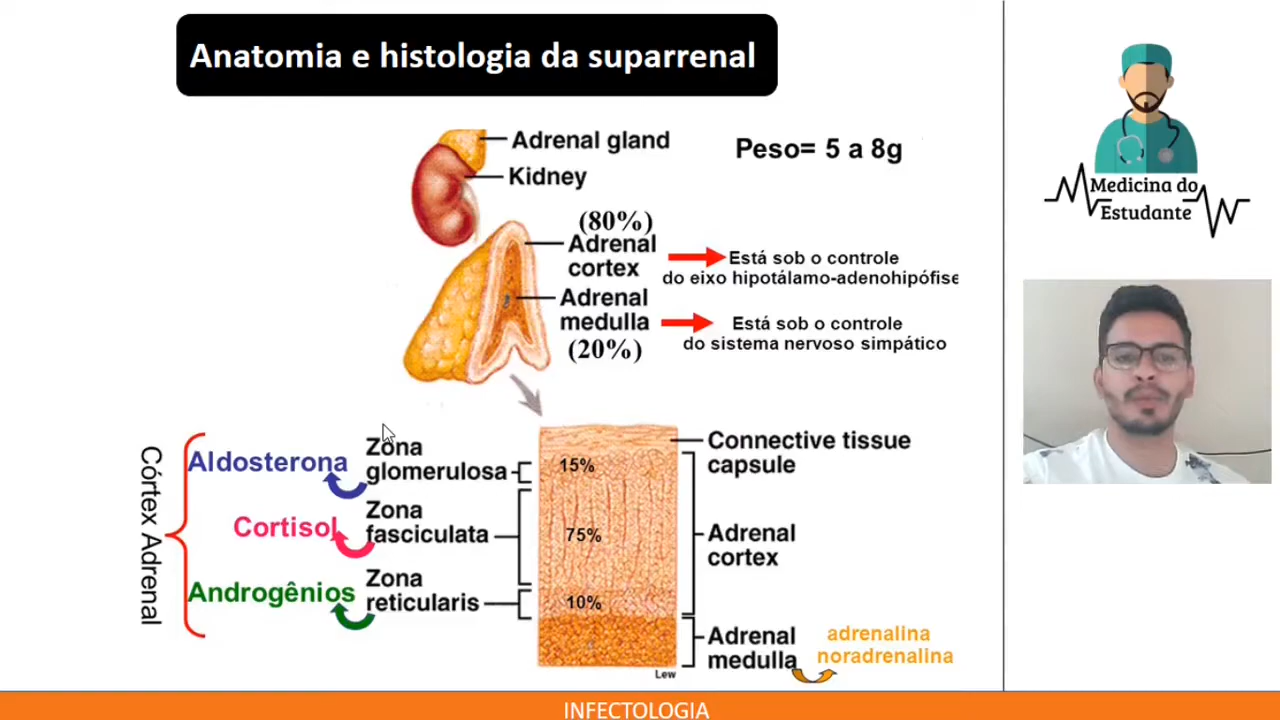 Anatomia e histologia da suparrenal
Adrenal gland
Kidney
Peso= 5 a 8g
(80%)
Adrenal
cortex
Está sob o controle
do eixo hipotálamo-adenohipófise
Adrenal
medulla
(20%)
Está sob o controle
do sistema nervoso simpático
Córtex Adrenal
Aldosterona
Zona
glomerulosa
15%
Connective tissue
capsule
Cortisol
Zona
fasciculata
75%
Adrenal
cortex
Androgênios
Zona
reticularis
10%
Adrenal
medulla
adrenalina
noradrenalina
Lew
Medicina do
Estudante
INFECTOLOGIA